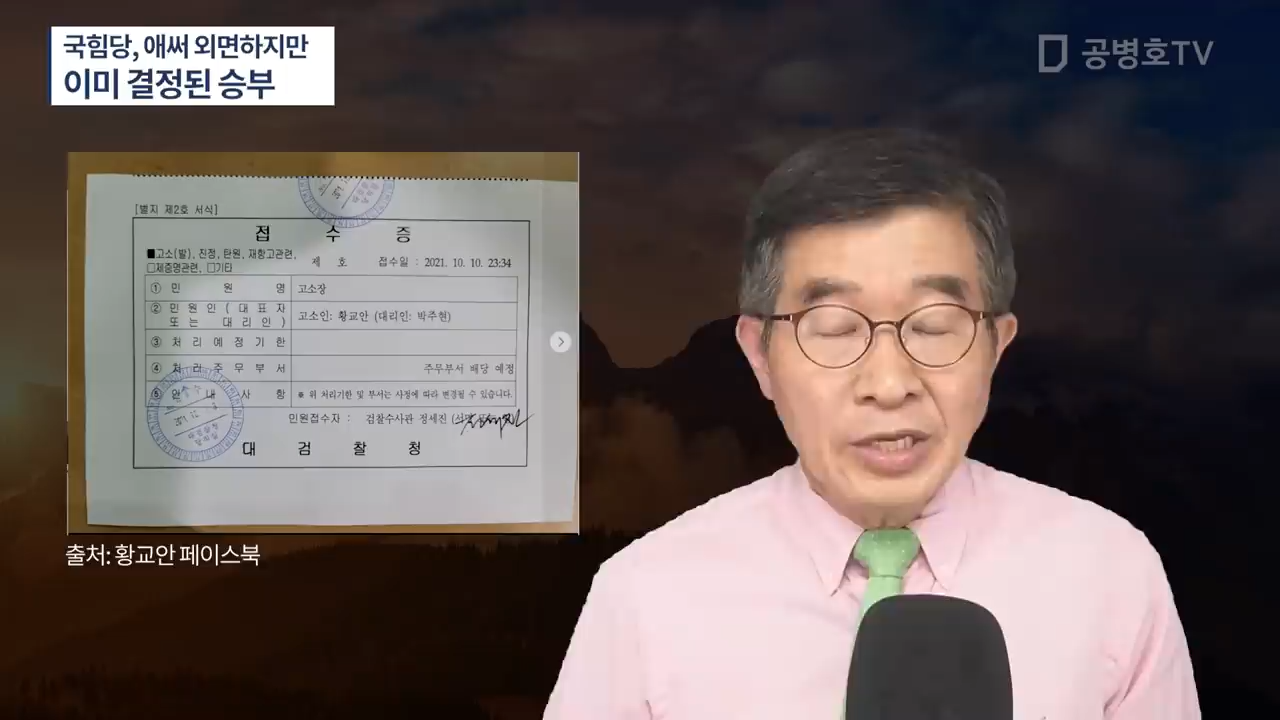 국힘당, 애써 외면하지만
이미 결정된 승부
공병호TV
[별지 제2호 서식]
접 수 증
■고소(발), 진정, 탄원, 재항고관련,
□제증명관련, □기타
제 호 접수일 : 2021. 10. 10. 23:34
① 민 원 명 고소장
② 민 원 인 ( 대 표 자
또 는 대 리 인 ) 고소인: 황교안 (대리인: 박주현)
③ 처 리 예 정 기 한
④ 처 리 주 무 부 서 주무부서 배당 예정
⑤ 안 내 사 항 ※ 위 처리기한 및 부서는 사정에 따라 변경될 수 있습니다.
민원접수자 : 검찰수사관 정세진
대 검 찰 청
출처: 황교안 페이스북